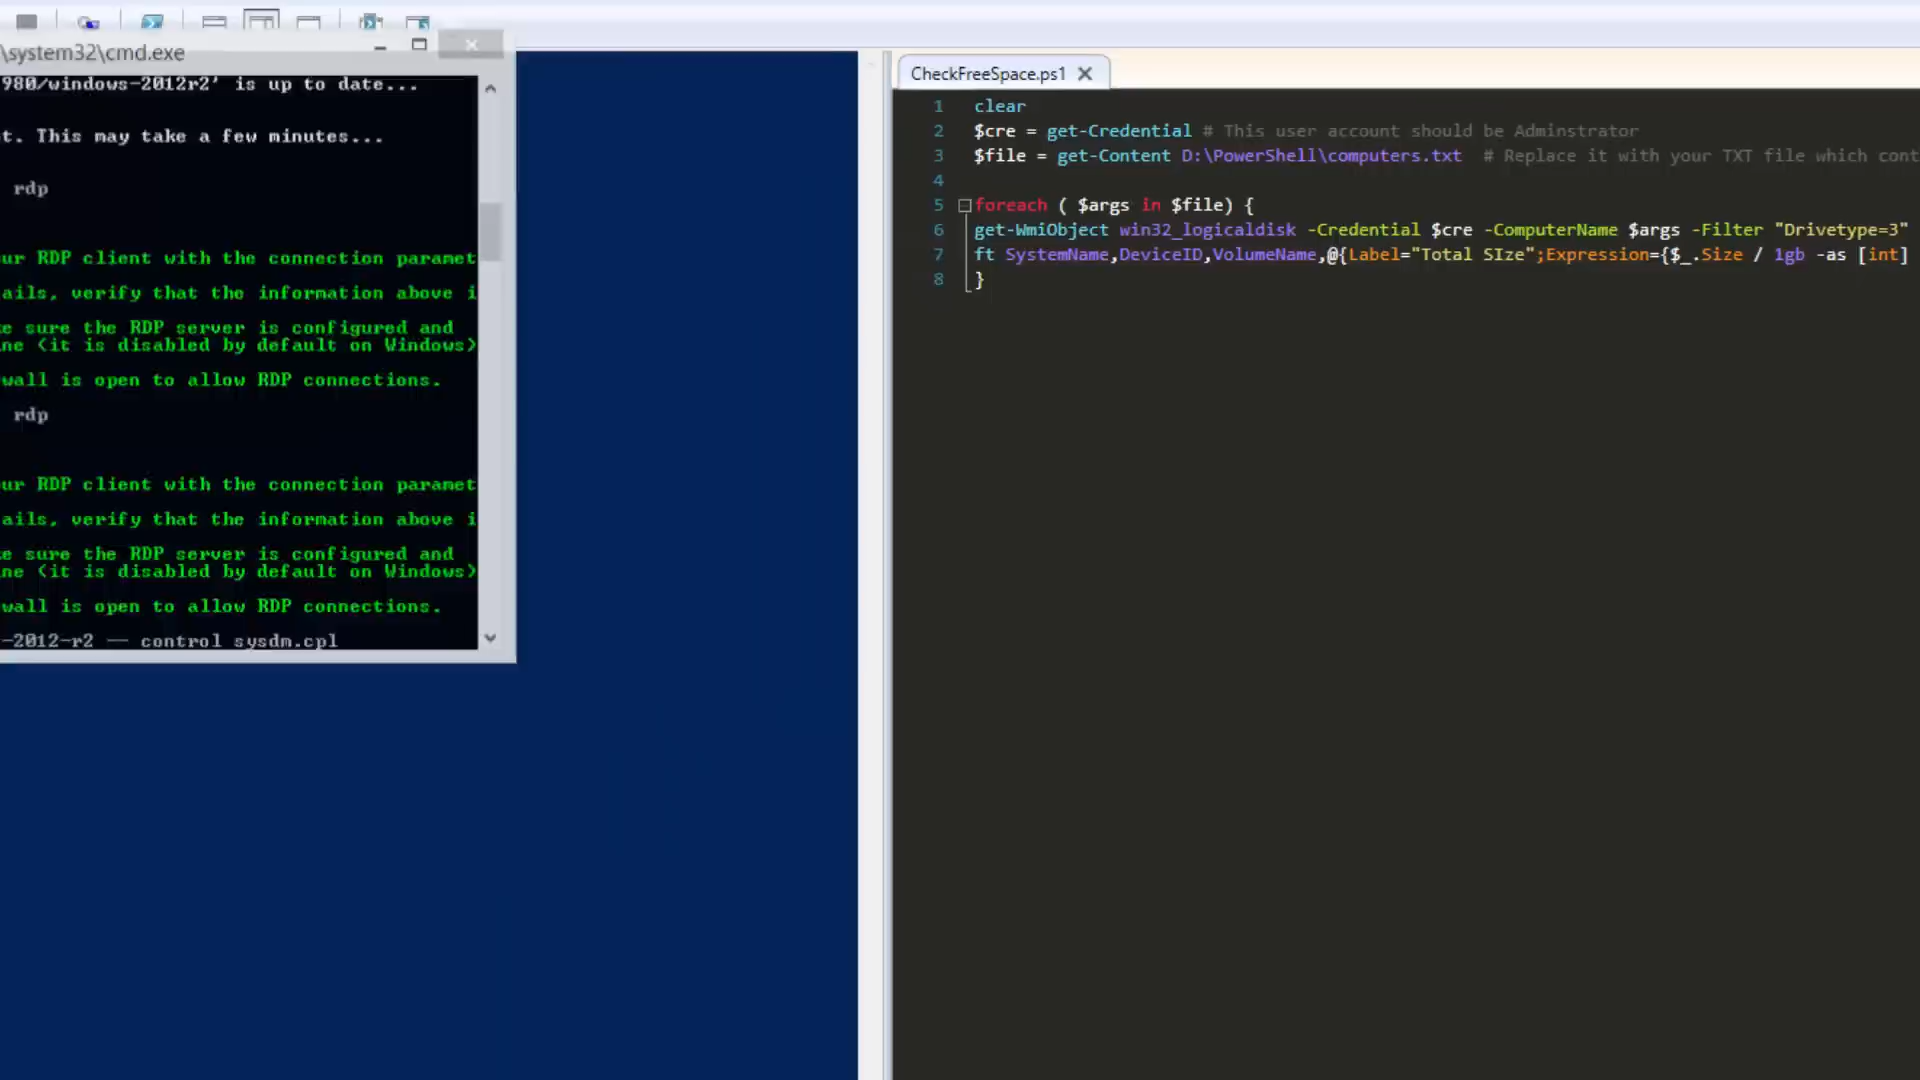 \system32\cmd.exe
980/windows-2012r2' is up to date...
t. This may take a few minutes...
rdp
ur RDP client with the connection paramet
ails, verify that the information above i
e sure the RDP server is configured and
ne (it is disabled by default on Windows)
wall is open to allow RDP connections.
rdp
ur RDP client with the connection paramet
ails, verify that the information above i
e sure the RDP server is configured and
ne (it is disabled by default on Windows)
wall is open to allow RDP connections.
-2012-r2 -- control sysdm.cpl
CheckFreeSpace.ps1
1 clear
2 $cre = get-Credential # This user account should be Adminstrator
3 $file = get-Content D:\PowerShell\computers.txt # Replace it with your TXT file which cont
4
5 foreach ( $args in $file) {
6 get-WmiObject win32_logicaldisk -Credential $cre -ComputerName $args -Filter "Drivetype=3"
7 ft SystemName,DeviceID,VolumeName,@{Label="Total SIze";Expression={$_.Size / 1gb -as [int]
8 }